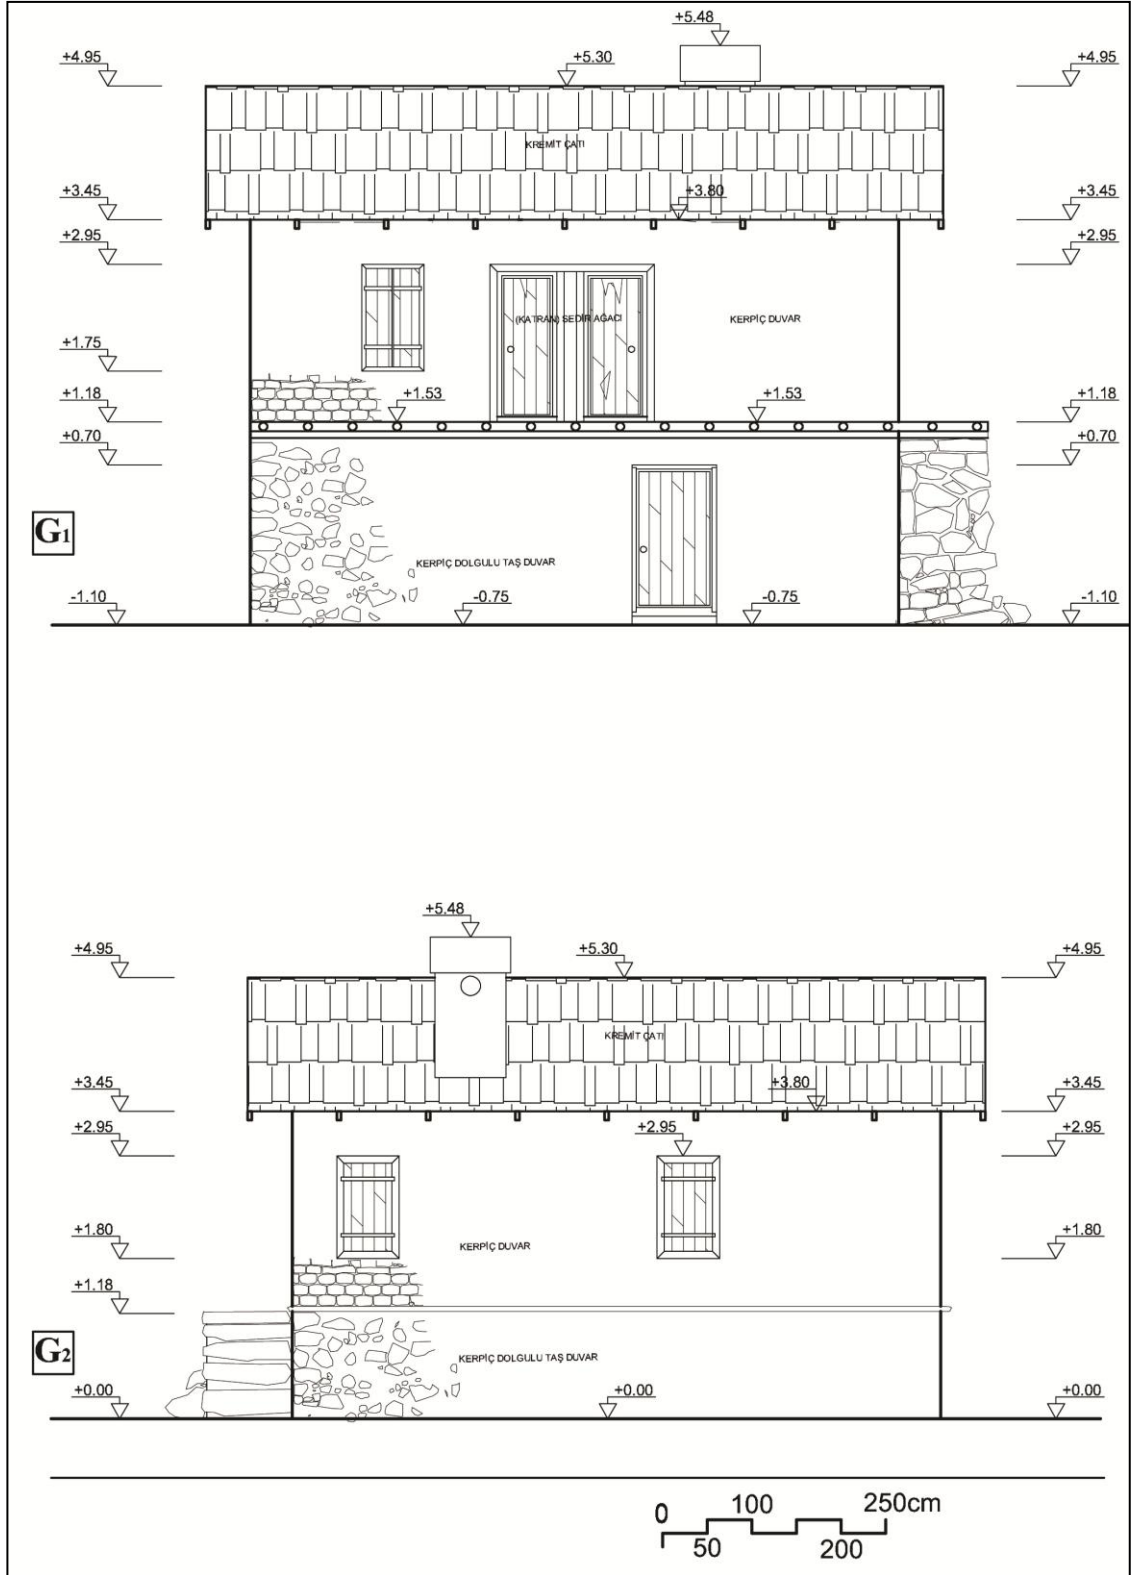 +5.48
+4.95 +5.30 +4.95
KREMİT ÇATI
+3.45 +3.80 +3.45
+2.95 +2.95
(KATRAN) SEDİR AĞACI KERPİÇ DUVAR
+1.75
+1.18 +1.53 +1.53 +1.18
+0.70 +0.70
G1
KERPİÇ DOLGULU TAŞ DUVAR
-1.10 -0.75 -0.75 -1.10
+5.48
+4.95 +5.30 +4.95
KREMİT ÇATI
+3.45 +3.80 +3.45
+2.95 +2.95 +2.95
+1.80 KERPİÇ DUVAR +1.80
+1.18
G2
KERPİÇ DOLGULU TAŞ DUVAR
+0.00 +0.00 +0.00
0 100 250cm
50 200